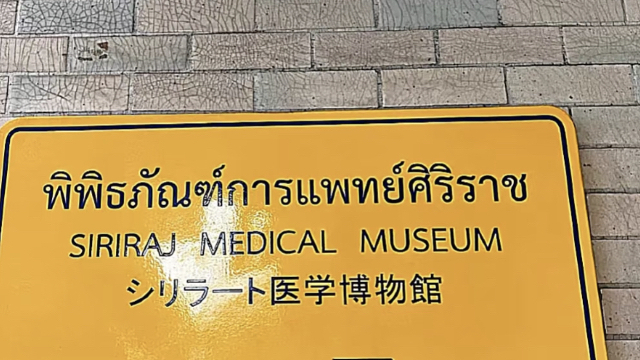 พิพิธภัณฑ์การแพทย์ศิริราช
SIRIRAJ MEDICAL MUSEUM
シリラート医学博物館